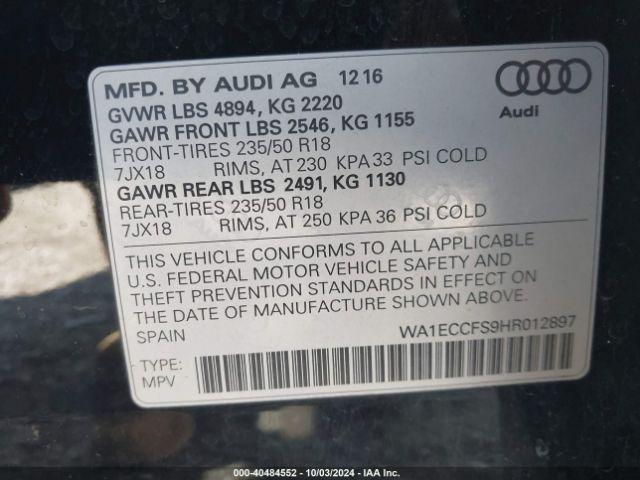 MFD. BY AUDI AG 12 16
GVWR LBS 4894, KG 2220
GAWR FRONT LBS 2546, KG 1155
FRONT-TIRES 235/50 R18
7JX18 RIMS, AT 230 KPA 33 PSI COLD
GAWR REAR LBS 2491, KG 1130
REAR-TIRES 235/50 R18
7JX18 RIMS, AT 250 KPA 36 PSI COLD
Audi
THIS VEHICLE CONFORMS TO ALL APPLICABLE
U.S. FEDERAL MOTOR VEHICLE SAFETY AND
THEFT PREVENTION STANDARDS IN EFFECT ON
THE DATE OF MANUFACTURE SHOWN ABOVE.
SPAIN
WA1ECCFS9HR012897
TYPE:
MPV
000-40484552 - 10/03/2024 - IAA Inc.